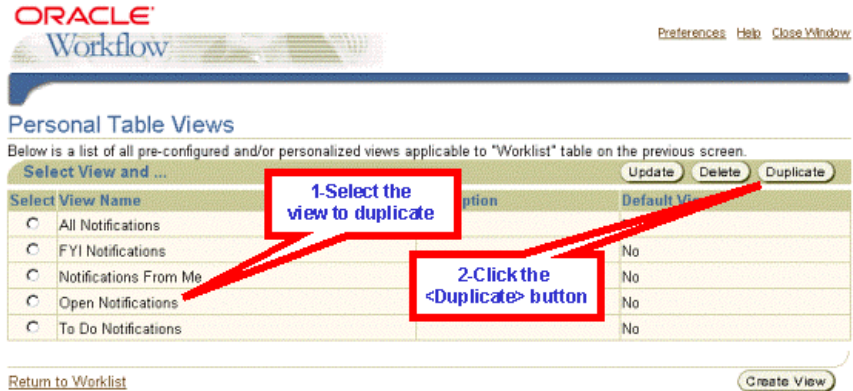 ORACLE
Workflow
Preferences Help Close Window
Personal Table Views
Below is a list of all pre-configured and/or personalized views applicable to "Worklist" table on the previous screen.
Select View and ...
Update Delete Duplicate
Select View Name ption Default Vi
1-Select the
view to duplicate
All Notifications
FYI Notifications No
Notifications From Me No
2-Click the
<Duplicate> button
Open Notifications No
To Do Notifications No
Return to Worklist
Create View